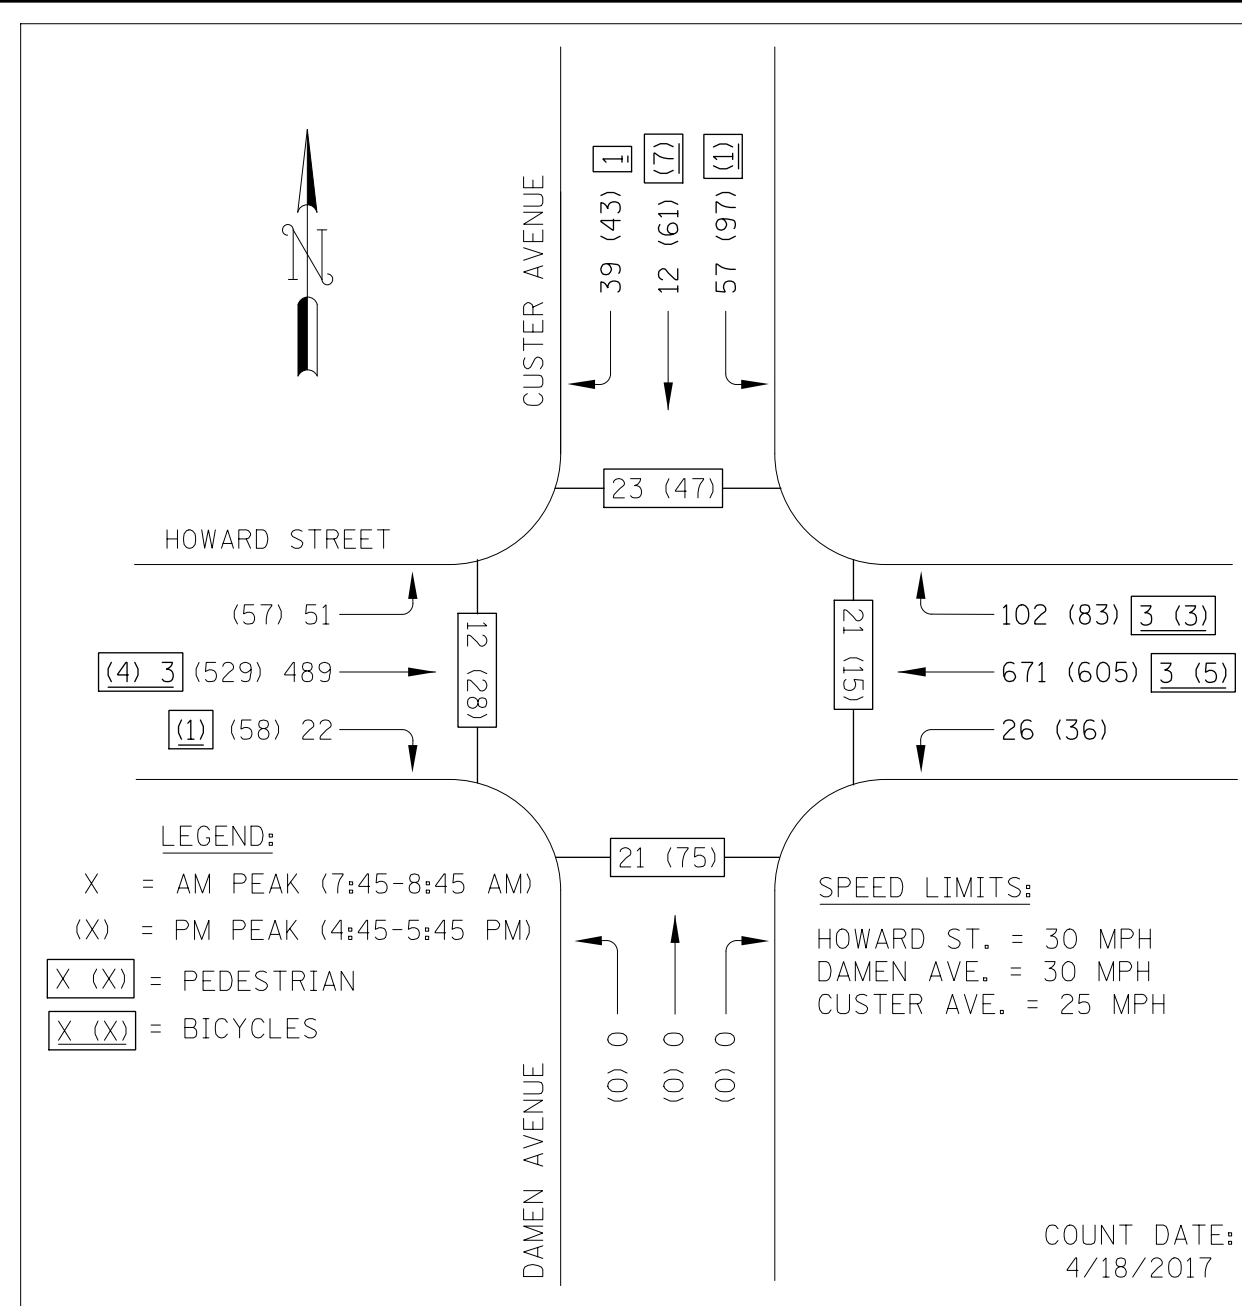 1
(7)
(1)
39 (43)
12 (61)
57 (97)
CUSTER AVENUE
N
23 (47)
HOWARD STREET
(57) 51
(4) 3 (529) 489
(1) (58) 22
12 (28)
21 (15)
102 (83) 3 (3)
671 (605) 3 (5)
26 (36)
21 (75)
LEGEND:
X = AM PEAK (7:45-8:45 AM)
(X) = PM PEAK (4:45-5:45 PM)
X (X) = PEDESTRIAN
X (X) = BICYCLES
SPEED LIMITS:
HOWARD ST. = 30 MPH
DAMEN AVE. = 30 MPH
CUSTER AVE. = 25 MPH
0 (0)
0 (0)
0 (0)
DAMEN AVENUE
COUNT DATE:
4/18/2017